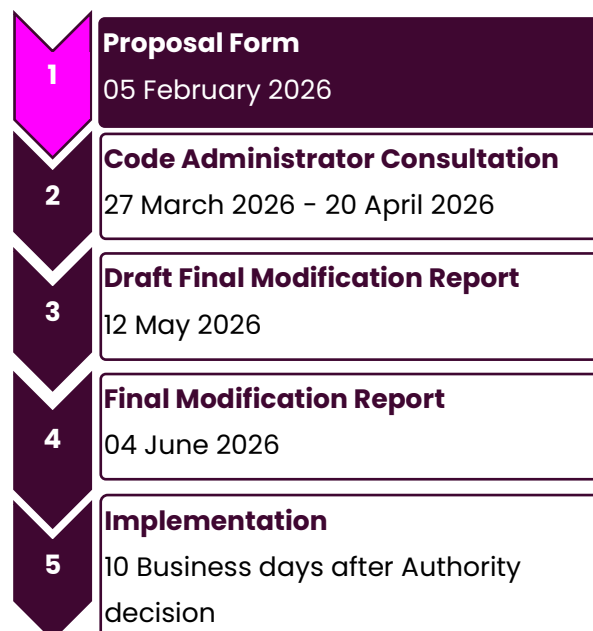 1
Proposal Form
05 February 2026
2
Code Administrator Consultation
27 March 2026 - 20 April 2026
3
Draft Final Modification Report
12 May 2026
4
Final Modification Report
04 June 2026
5
Implementation
10 Business days after Authority
decision